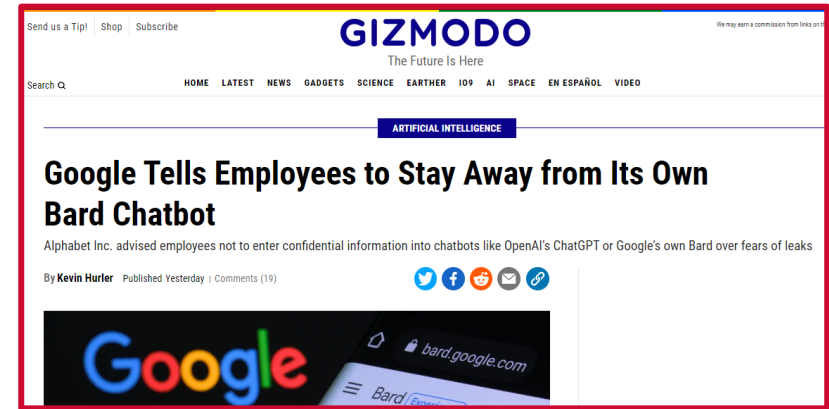 Send us a Tip! Shop Subscribe
GIZMODO
We may earn a commission from links on
The Future Is Here
Search
HOME LATEST NEWS GADGETS SCIENCE EARTHER IO9 AI SPACE EN ESPAÑOL VIDEO
ARTIFICIAL INTELLIGENCE
Google Tells Employees to Stay Away from Its Own
Bard Chatbot
Alphabet Inc. advised employees not to enter confidential information into chatbots like OpenAI's ChatGPT or Google's own Bard over fears of leaks
By Kevin Hurler Published Yesterday | Comments (19)
Google
bard.google.com
Bard